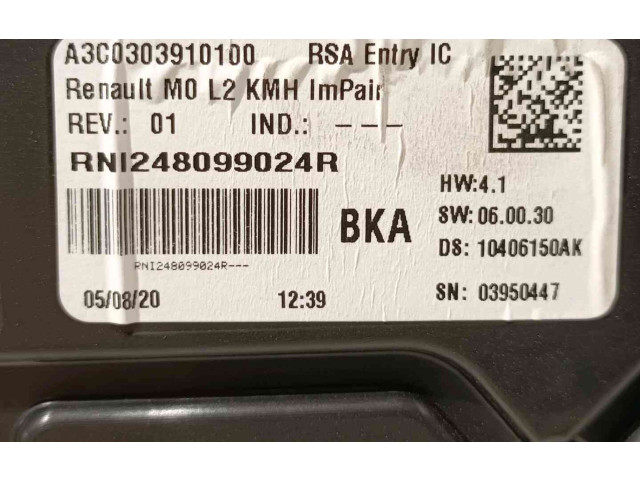 A3C0303910100 RSA Entry IC
Renault M0 L2 KMH ImPair
REV.: 01 IND.: ---
RNI248099024R
HW:4.1
BKA SW: 06.00.30
DS: 10406150AK
RNI248099024R---
05/08/20 12:39 SN: 03950447